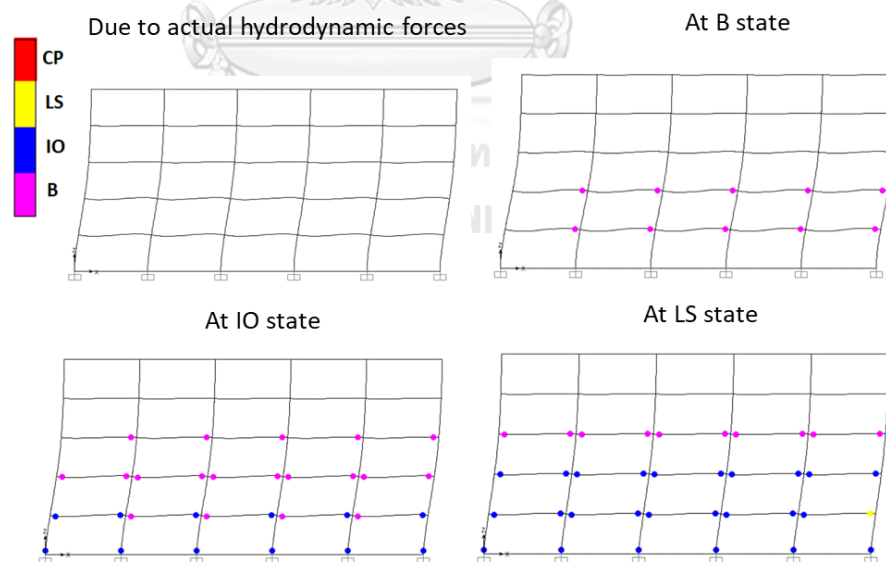 Due to actual hydrodynamic forces
At B state
CP
LS
IO
B
At IO state
At LS state